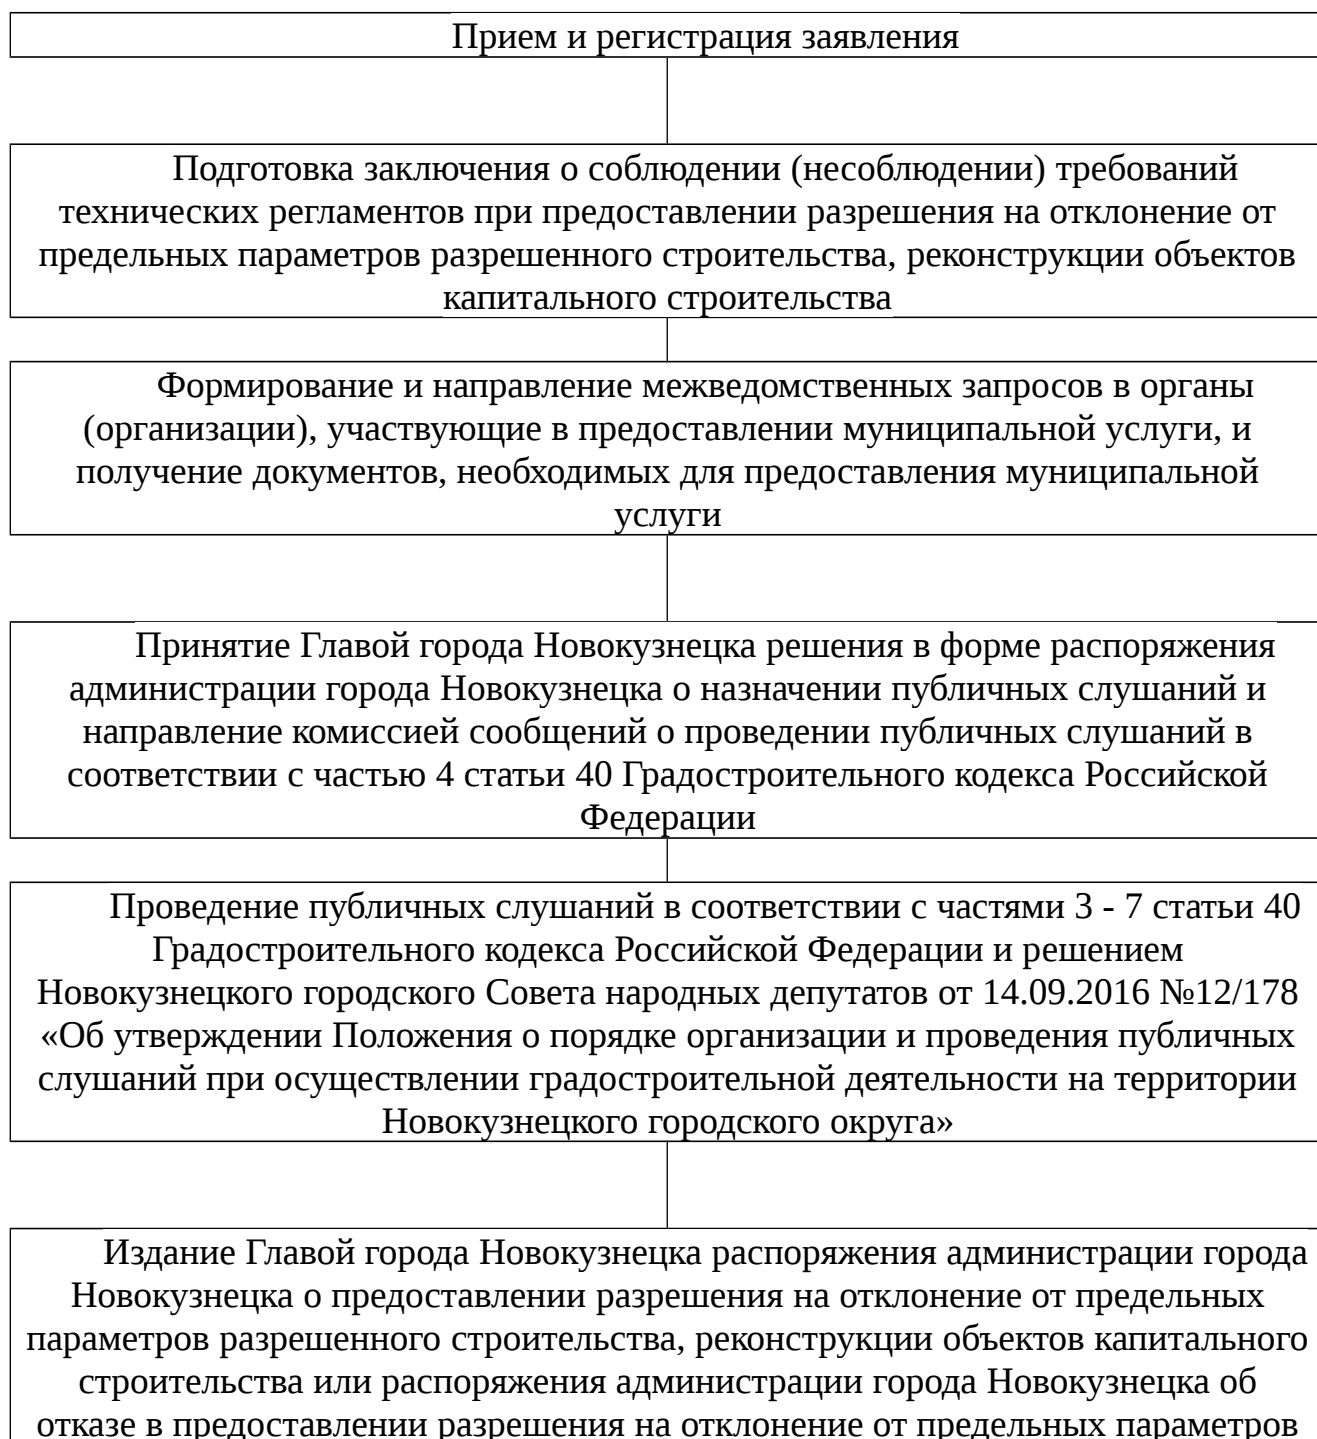 Прием и регистрация заявления
Подготовка заключения о соблюдении (несоблюдении) требований
технических регламентов при предоставлении разрешения на отклонение от
предельных параметров разрешенного строительства, реконструкции объектов
капитального строительства
Формирование и направление межведомственных запросов в органы
(организации), участвующие в предоставлении муниципальной услуги, и
получение документов, необходимых для предоставления муниципальной
услуги
Принятие Главой города Новокузнецка решения в форме распоряжения
администрации города Новокузнецка о назначении публичных слушаний и
направление комиссией сообщений о проведении публичных слушаний в
соответствии с частью 4 статьи 40 Градостроительного кодекса Российской
Федерации
Проведение публичных слушаний в соответствии с частями 3 - 7 статьи 40
Градостроительного кодекса Российской Федерации и решением
Новокузнецкого городского Совета народных депутатов от 14.09.2016 №12/178
«Об утверждении Положения о порядке организации и проведения публичных
слушаний при осуществлении градостроительной деятельности на территории
Новокузнецкого городского округа»
Издание Главой города Новокузнецка распоряжения администрации города
Новокузнецка о предоставлении разрешения на отклонение от предельных
параметров разрешенного строительства, реконструкции объектов капитального
строительства или распоряжения администрации города Новокузнецка об
отказе в предоставлении разрешения на отклонение от предельных параметров